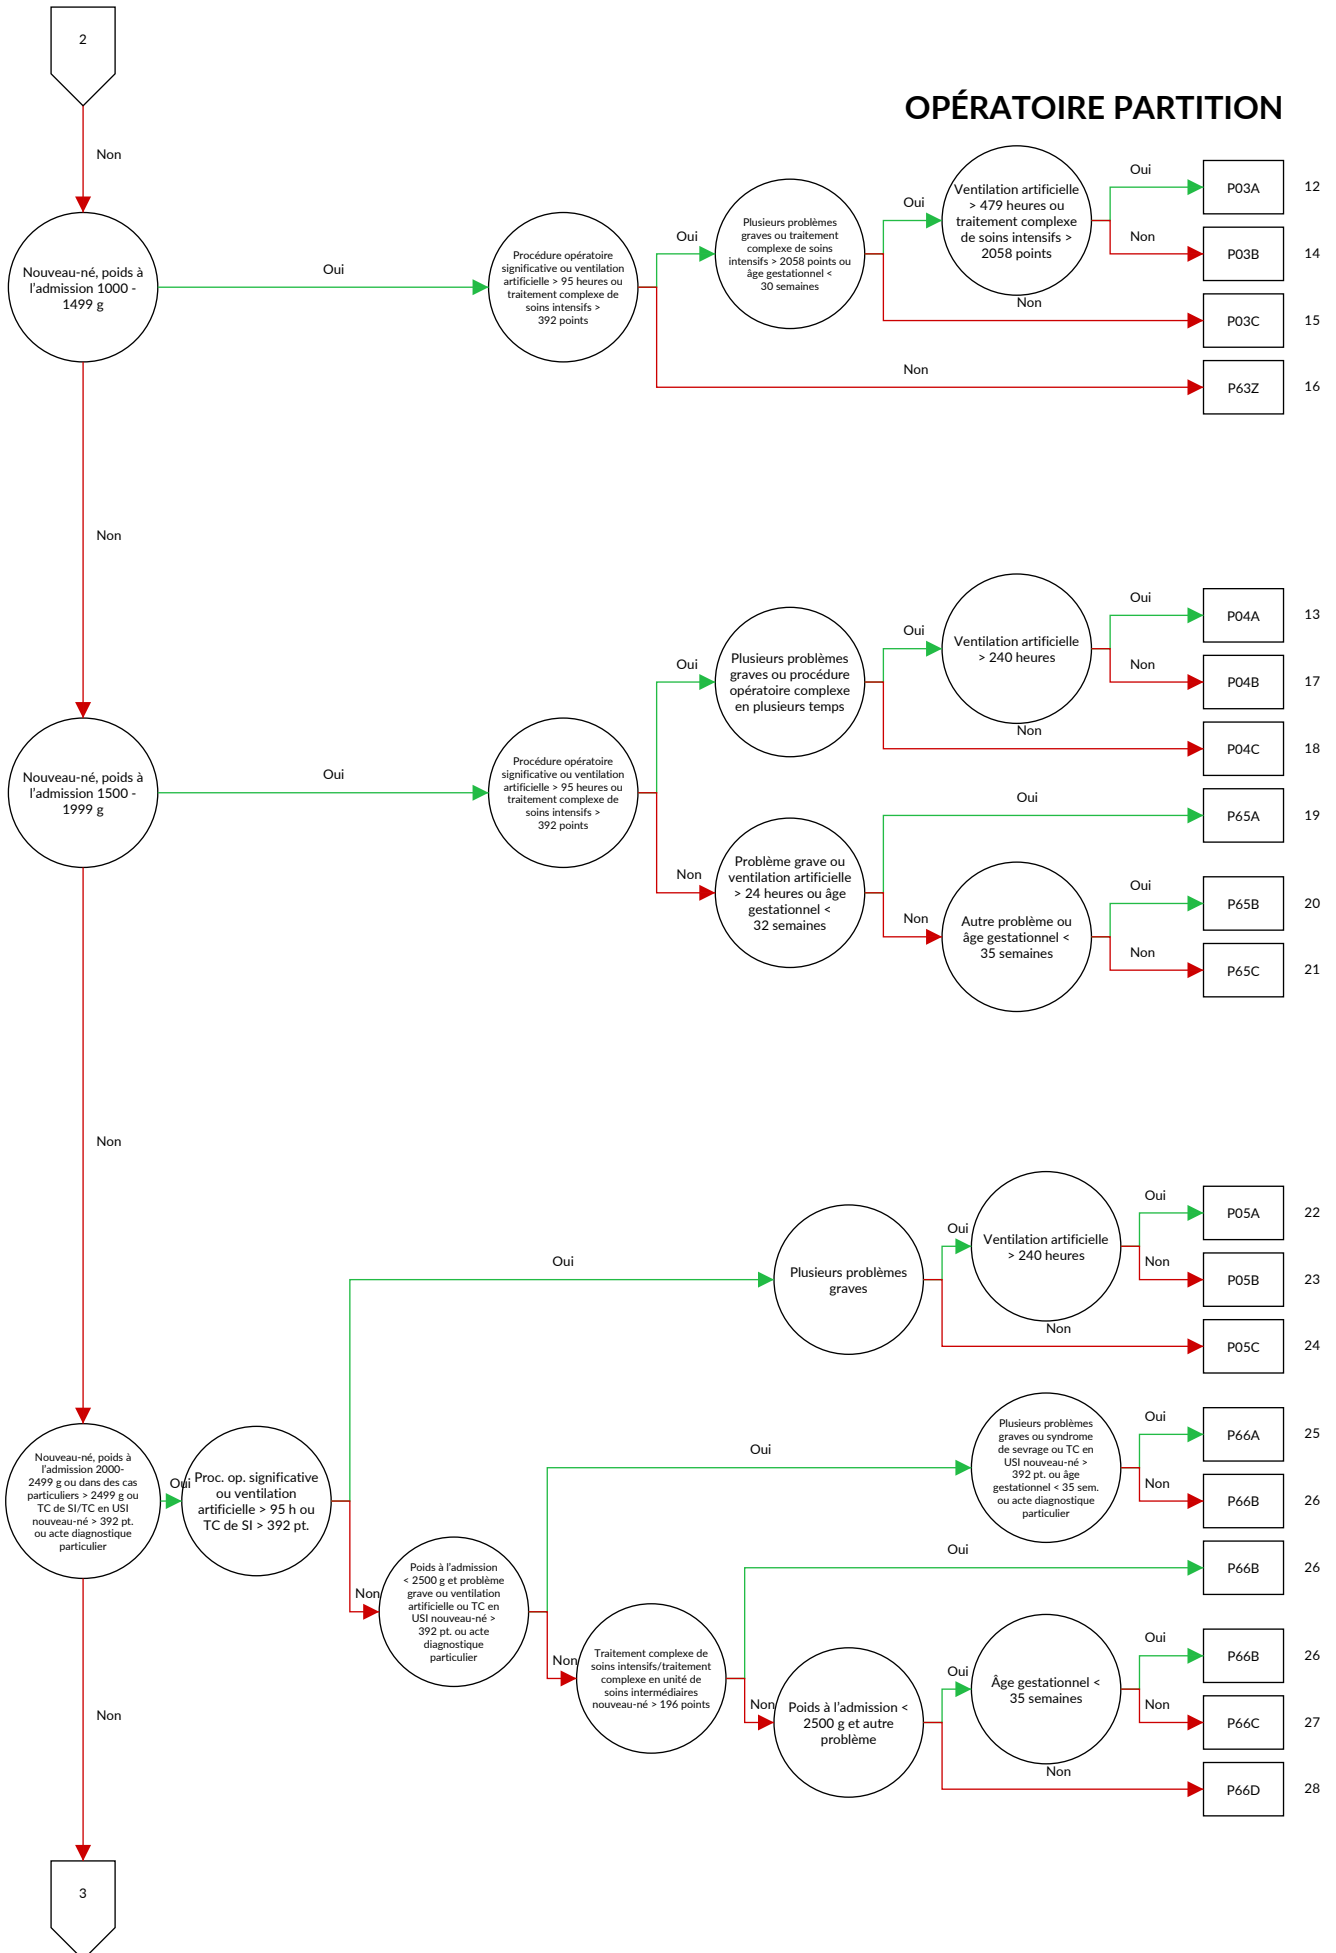 2
OPÉRATOIRE PARTITION
Non
Nouveau-né, poids à
l'admission 1000 -
1499 g
Oui
Procédure opératoire
significative ou ventilation
artificielle > 95 heures ou
traitement complexe de
soins intensifs >
392 points
Oui
Plusieurs problèmes
graves ou traitement
complexe de soins
intensifs > 2058 points ou
âge gestationnel <
30 semaines
Oui
Ventilation artificielle
> 479 heures ou
traitement complexe
de soins intensifs >
2058 points
Oui
P03A
12
Non
P03B
14
Non
P03C
15
Non
P63Z
16
Non
Nouveau-né, poids à
l'admission 1500 -
1999 g
Oui
Procédure opératoire
significative ou ventilation
artificielle > 95 heures ou
traitement complexe de
soins intensifs >
392 points
Oui
Plusieurs problèmes
graves ou procédure
opératoire complexe
en plusieurs temps
Oui
Ventilation artificielle
> 240 heures
Oui
P04A
13
Non
P04B
17
Non
P04C
18
Non
Problème grave ou
ventilation artificielle
> 24 heures ou âge
gestationnel <
32 semaines
Oui
P65A
19
Non
Autre problème ou
âge gestationnel <
35 semaines
Oui
P65B
20
Non
P65C
21
Non
Nouveau-né, poids à
l'admission 2000-
2499 g ou dans des cas
particuliers > 2499 g ou
TC de SI/TC en USI
nouveau-né > 392 pt.
ou acte diagnostique
particulier
Oui
Proc. op. significative
ou ventilation
artificielle > 95 h ou
TC de SI > 392 pt.
Oui
Plusieurs problèmes
graves
Oui
Ventilation artificielle
> 240 heures
Oui
P05A
22
Non
P05B
23
Non
P05C
24
Non
Poids à l'admission
< 2500 g et problème
grave ou ventilation
artificielle ou TC en
USI nouveau-né >
392 pt. ou acte
diagnostique
particulier
Oui
Plusieurs problèmes
graves ou syndrome
de sevrage ou TC en
USI nouveau-né >
392 pt. ou âge
gestationnel < 35 sem.
ou acte diagnostique
particulier
Oui
P66A
25
Non
P66B
26
Non
Traitement complexe de
soins intensifs/traitement
complexe en unité de
soins intermédiaires
nouveau-né > 196 points
Oui
P66B
26
Non
Poids à l'admission <
2500 g et autre
problème
Oui
Âge gestationnel <
35 semaines
Oui
P66B
26
Non
P66C
27
Non
P66D
28
Non
3